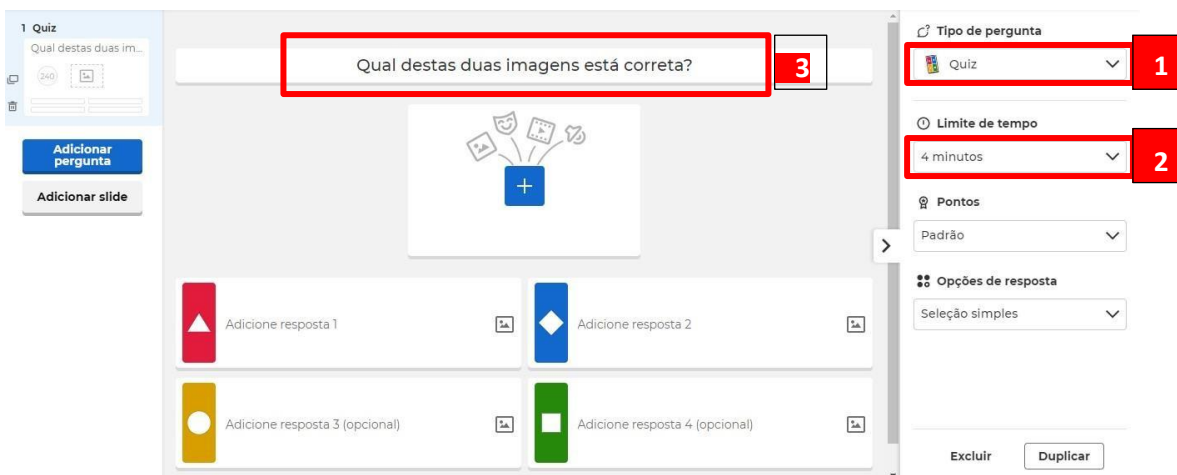 1 Quiz
Qual destas duas im...
240
Adicionar
pergunta
Adicionar slide
Qual destas duas imagens está correta?
3
Adicione resposta 1
Adicione resposta 2
Adicione resposta 3 (opcional)
Adicione resposta 4 (opcional)
Tipo de pergunta
Quiz
1
Limite de tempo
4 minutos
2
Pontos
Padrão
Opções de resposta
Seleção simples
Excluir
Duplicar